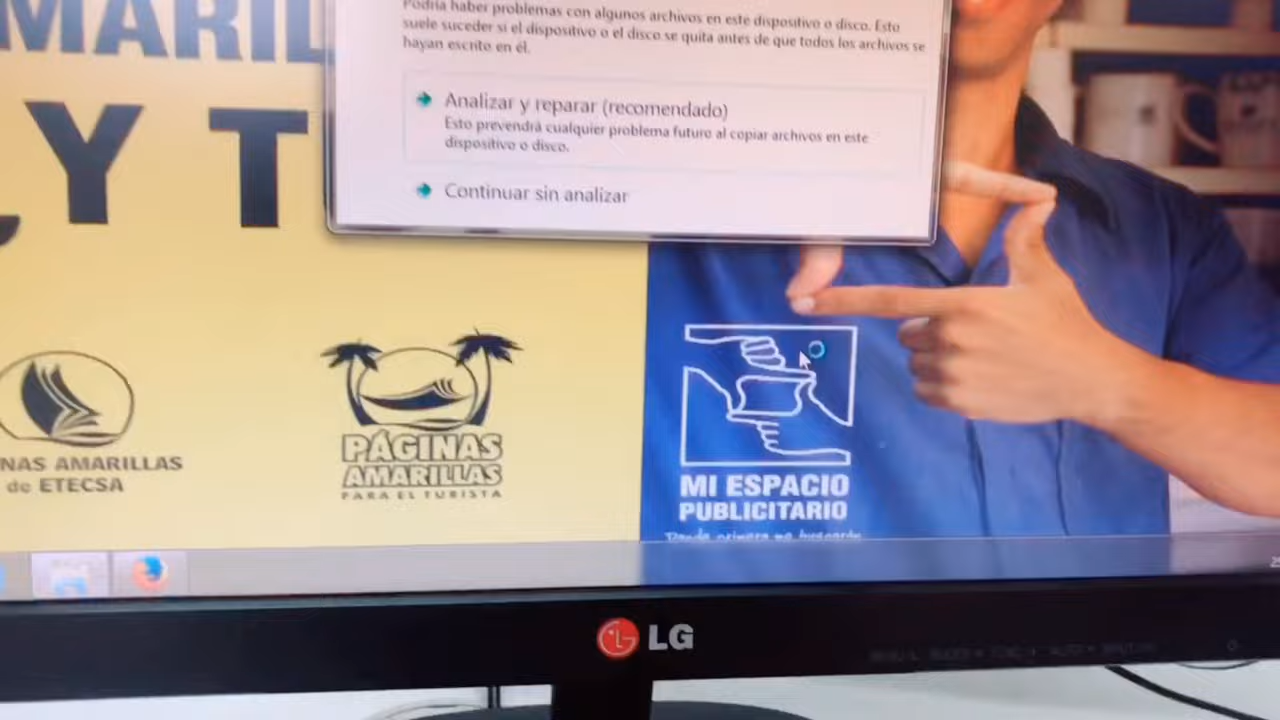 MARIL
Y T
Podría haber problemas con algunos archivos en este dispositivo o disco. Esto
suele suceder si el dispositivo o el disco se quita antes de que todos los archivos se
hayan escrito en él.
Analizar y reparar (recomendado)
Esto prevendrá cualquier problema futuro al copiar archivos en este
dispositivo o disco.
Continuar sin analizar
NAS AMARILLAS
de ETECSA
PÁGINAS
AMARILLAS
PARA EL TURISTA
MI ESPACIO
PUBLICITARIO
LG